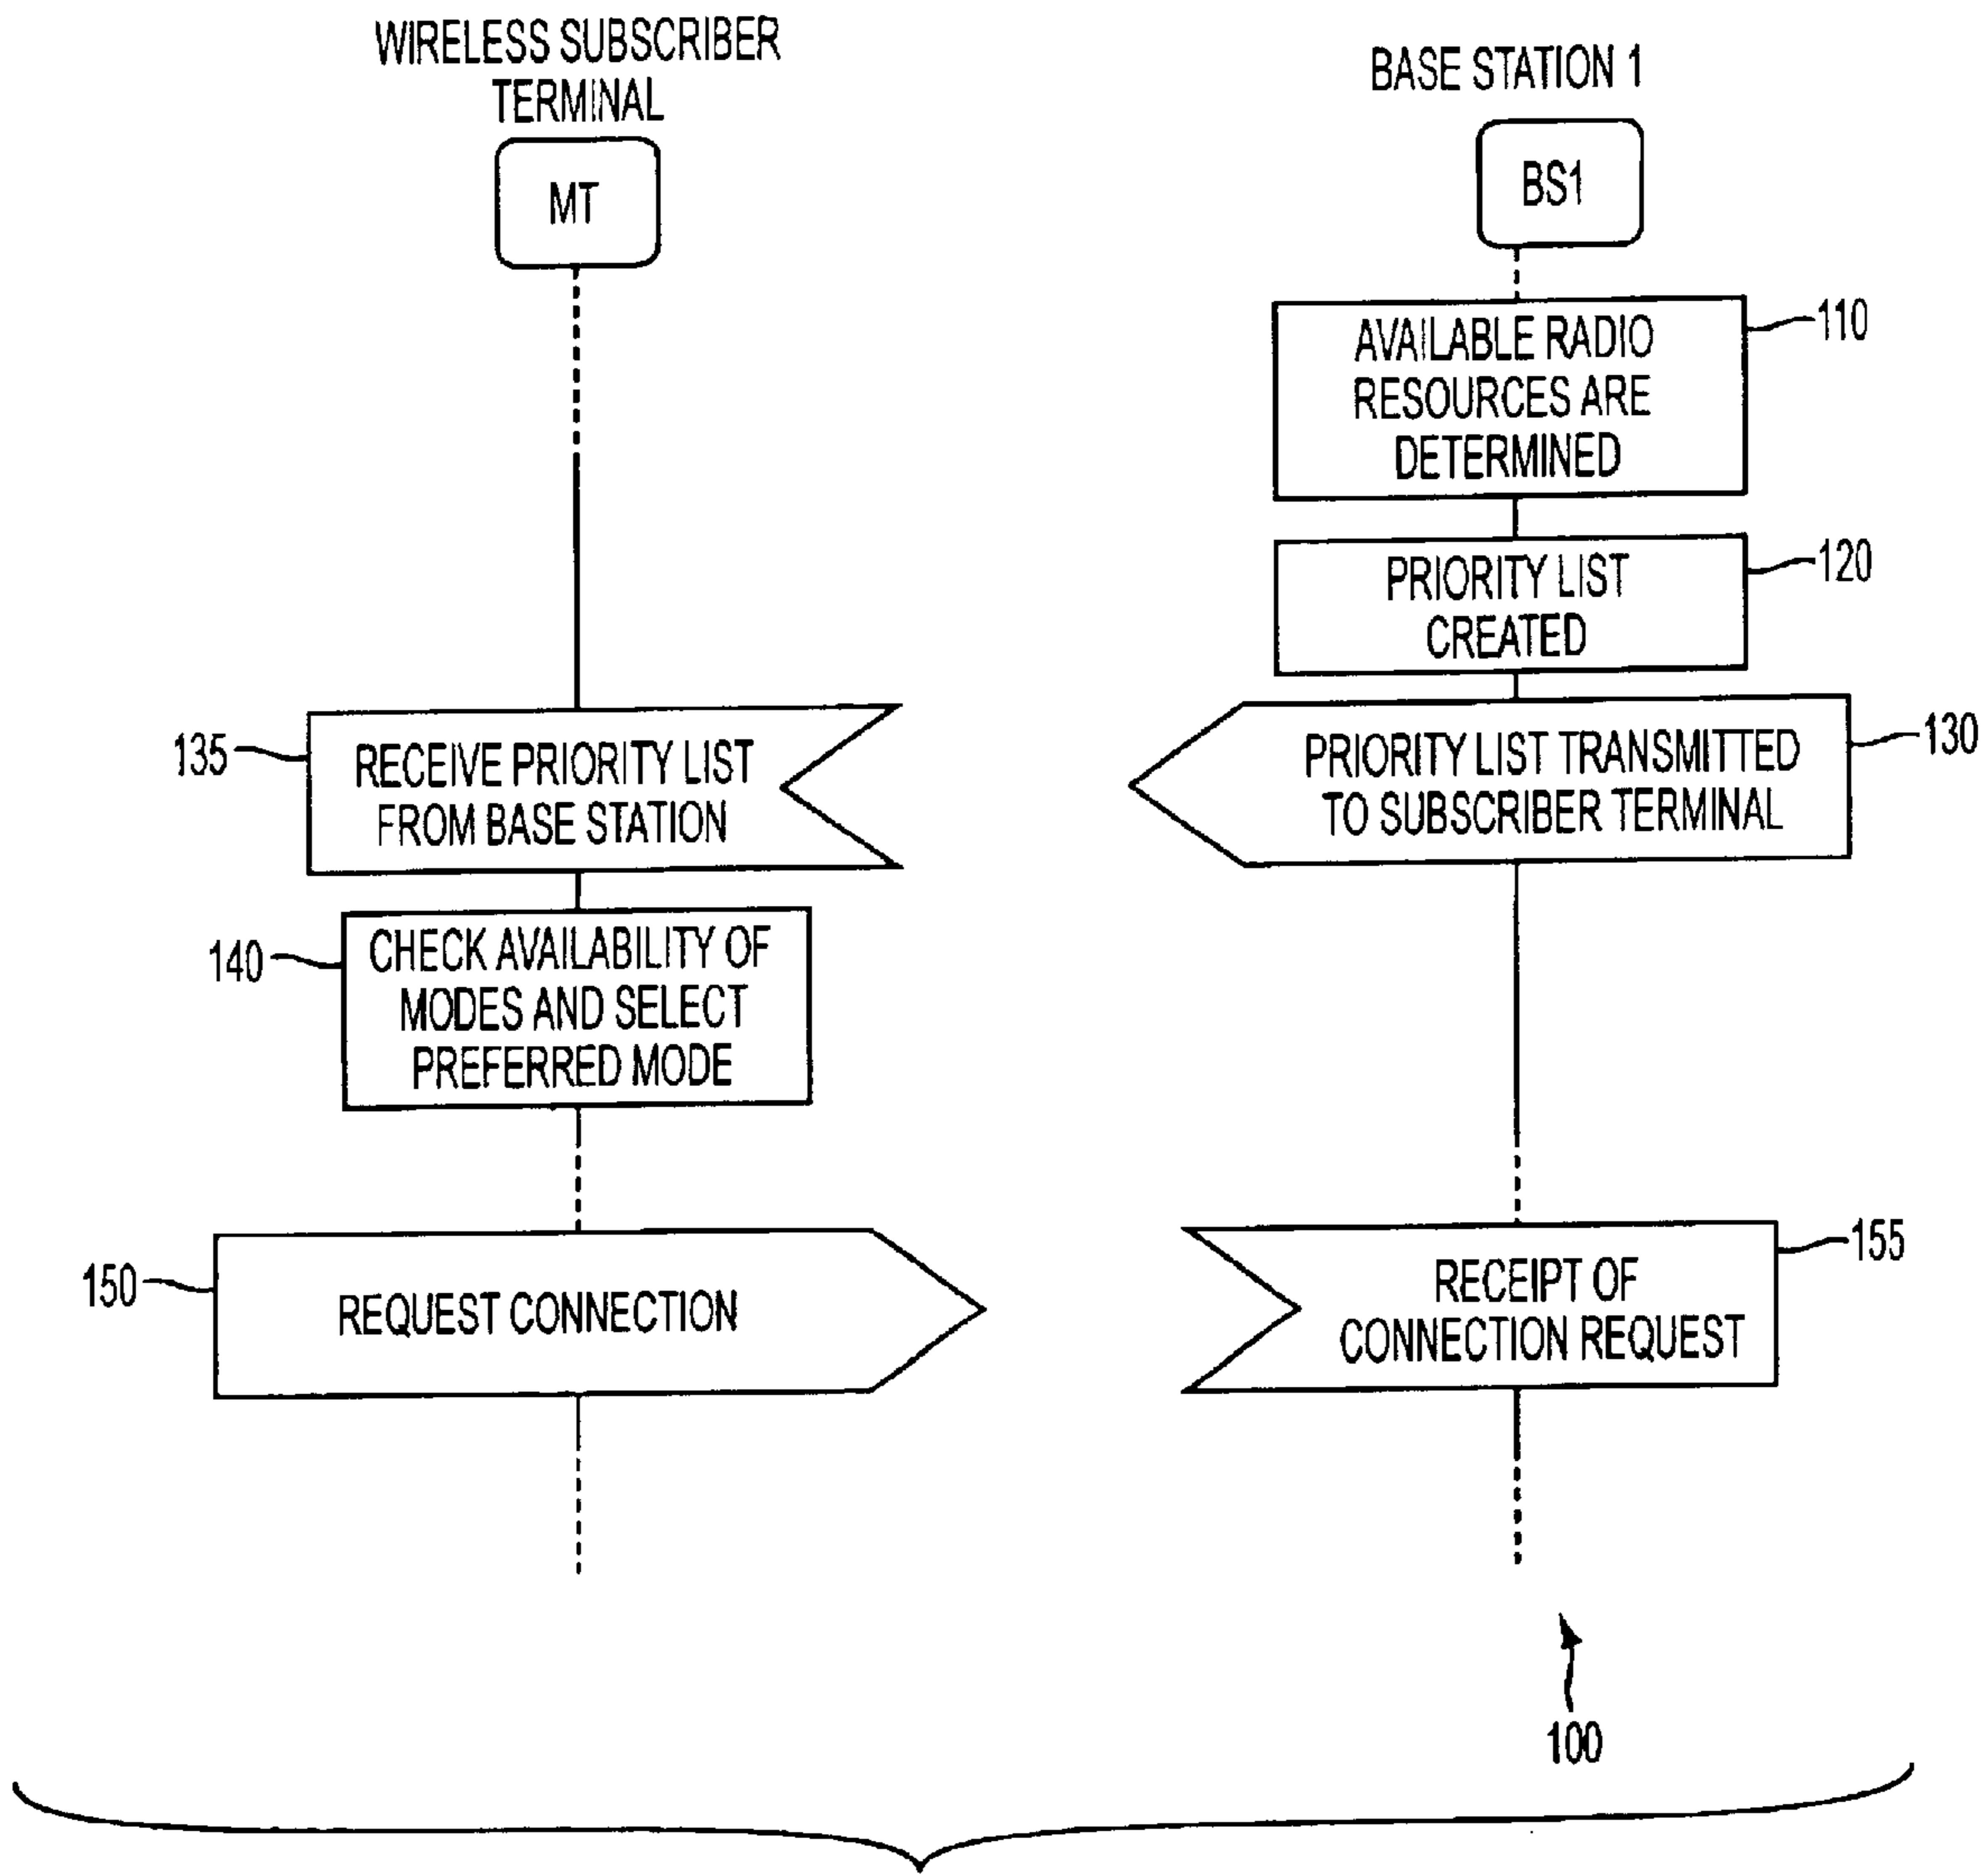 WIRELESS SUBSCRIBER
TERMINAL
MT
BASE STATION 1
BS1
AVAILABLE RADIO
RESOURCES ARE
DETERMINED
110
PRIORITY LIST
CREATED
120
135
RECEIVE PRIORITY LIST
FROM BASE STATION
PRIORITY LIST TRANSMITTED
TO SUBSCRIBER TERMINAL
130
140
CHECK AVAILABILITY OF
MODES AND SELECT
PREFERRED MODE
150
REQUEST CONNECTION
RECEIPT OF
CONNECTION REQUEST
155
100